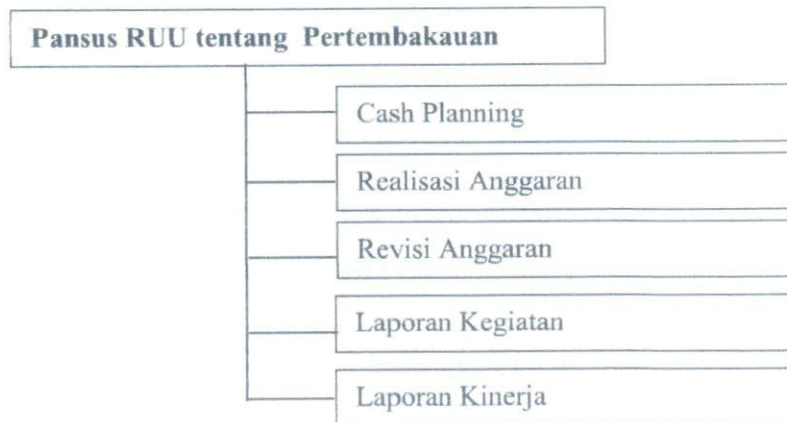 Pansus RUU tentang Pertembakauan
Cash Planning
Realisasi Anggaran
Revisi Anggaran
Laporan Kegiatan
Laporan Kinerja